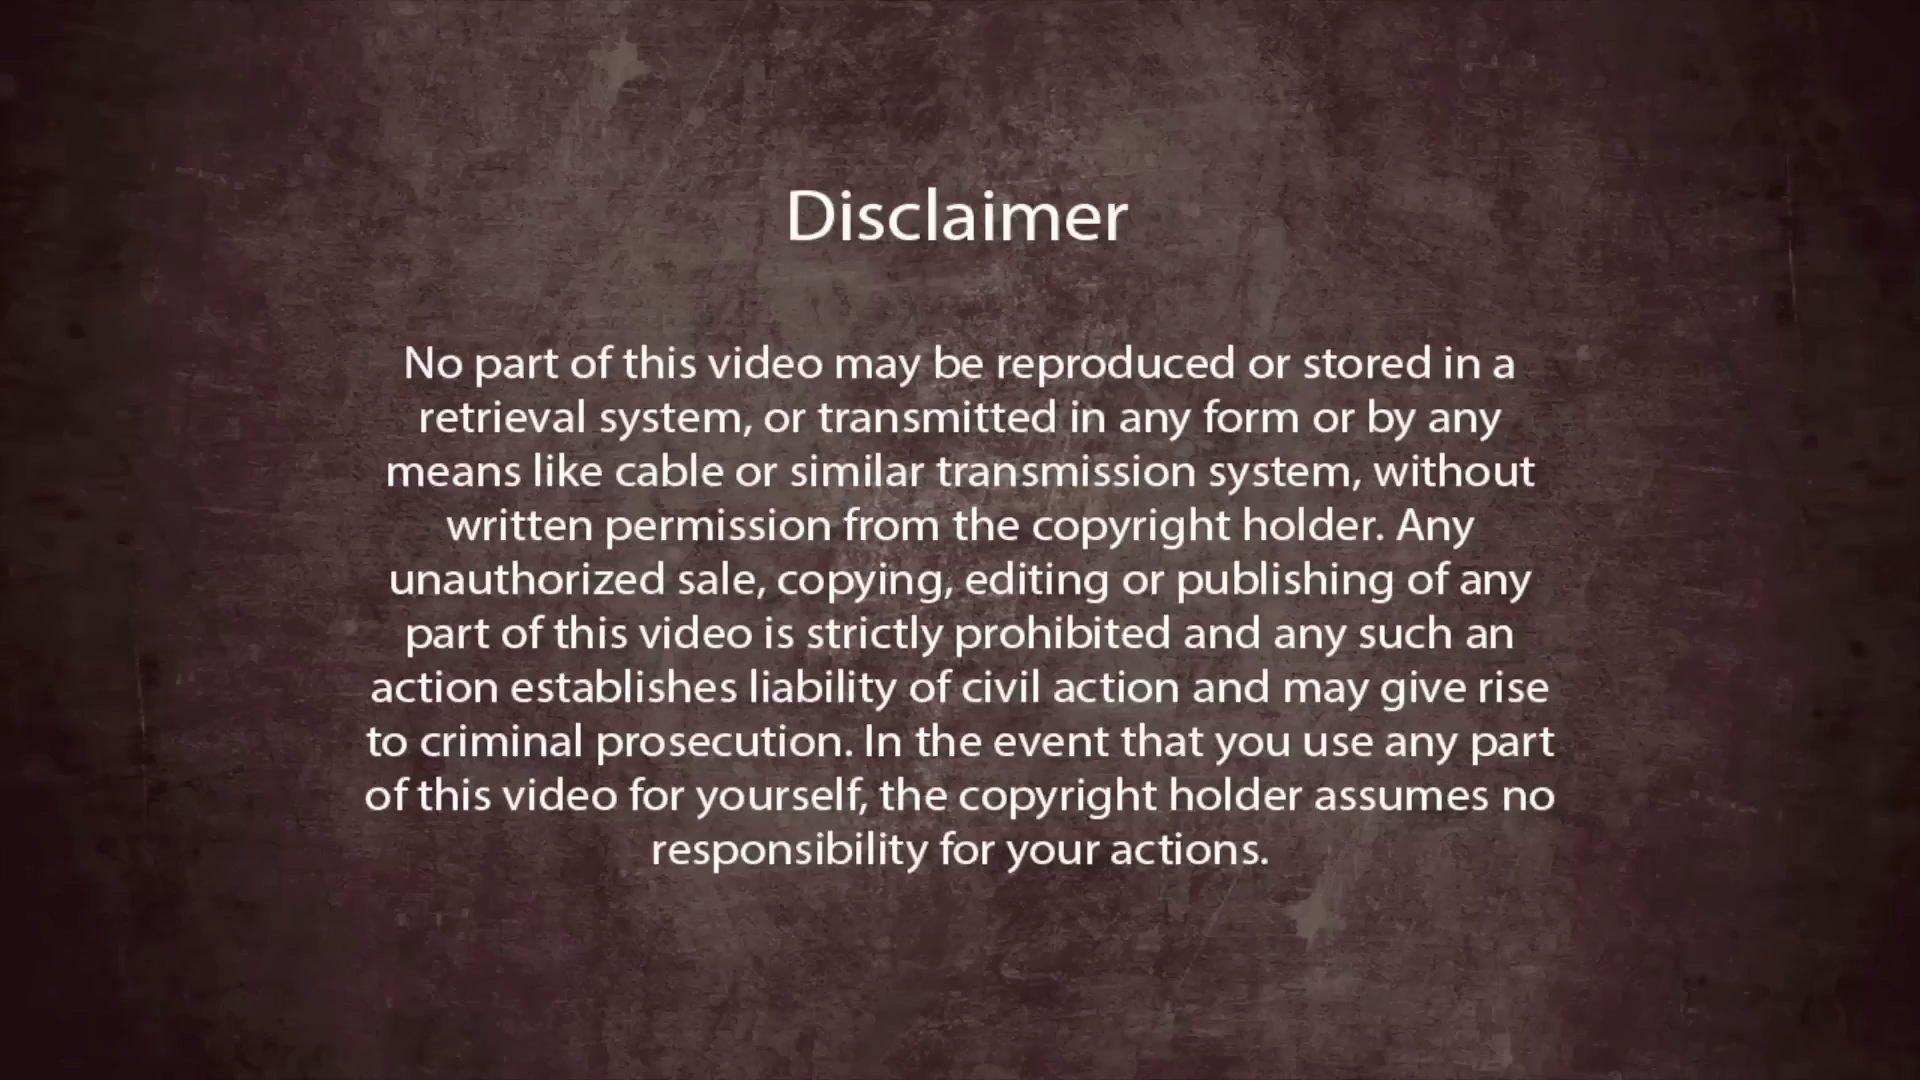 Disclaimer
No part of this video may be reproduced or stored in a
retrieval system, or transmitted in any form or by any
means like cable or similar transmission system, without
written permission from the copyright holder. Any
unauthorized sale, copying, editing or publishing of any
part of this video is strictly prohibited and any such an
action establishes liability of civil action and may give rise
to criminal prosecution. In the event that you use any part
of this video for yourself, the copyright holder assumes no
responsibility for your actions.